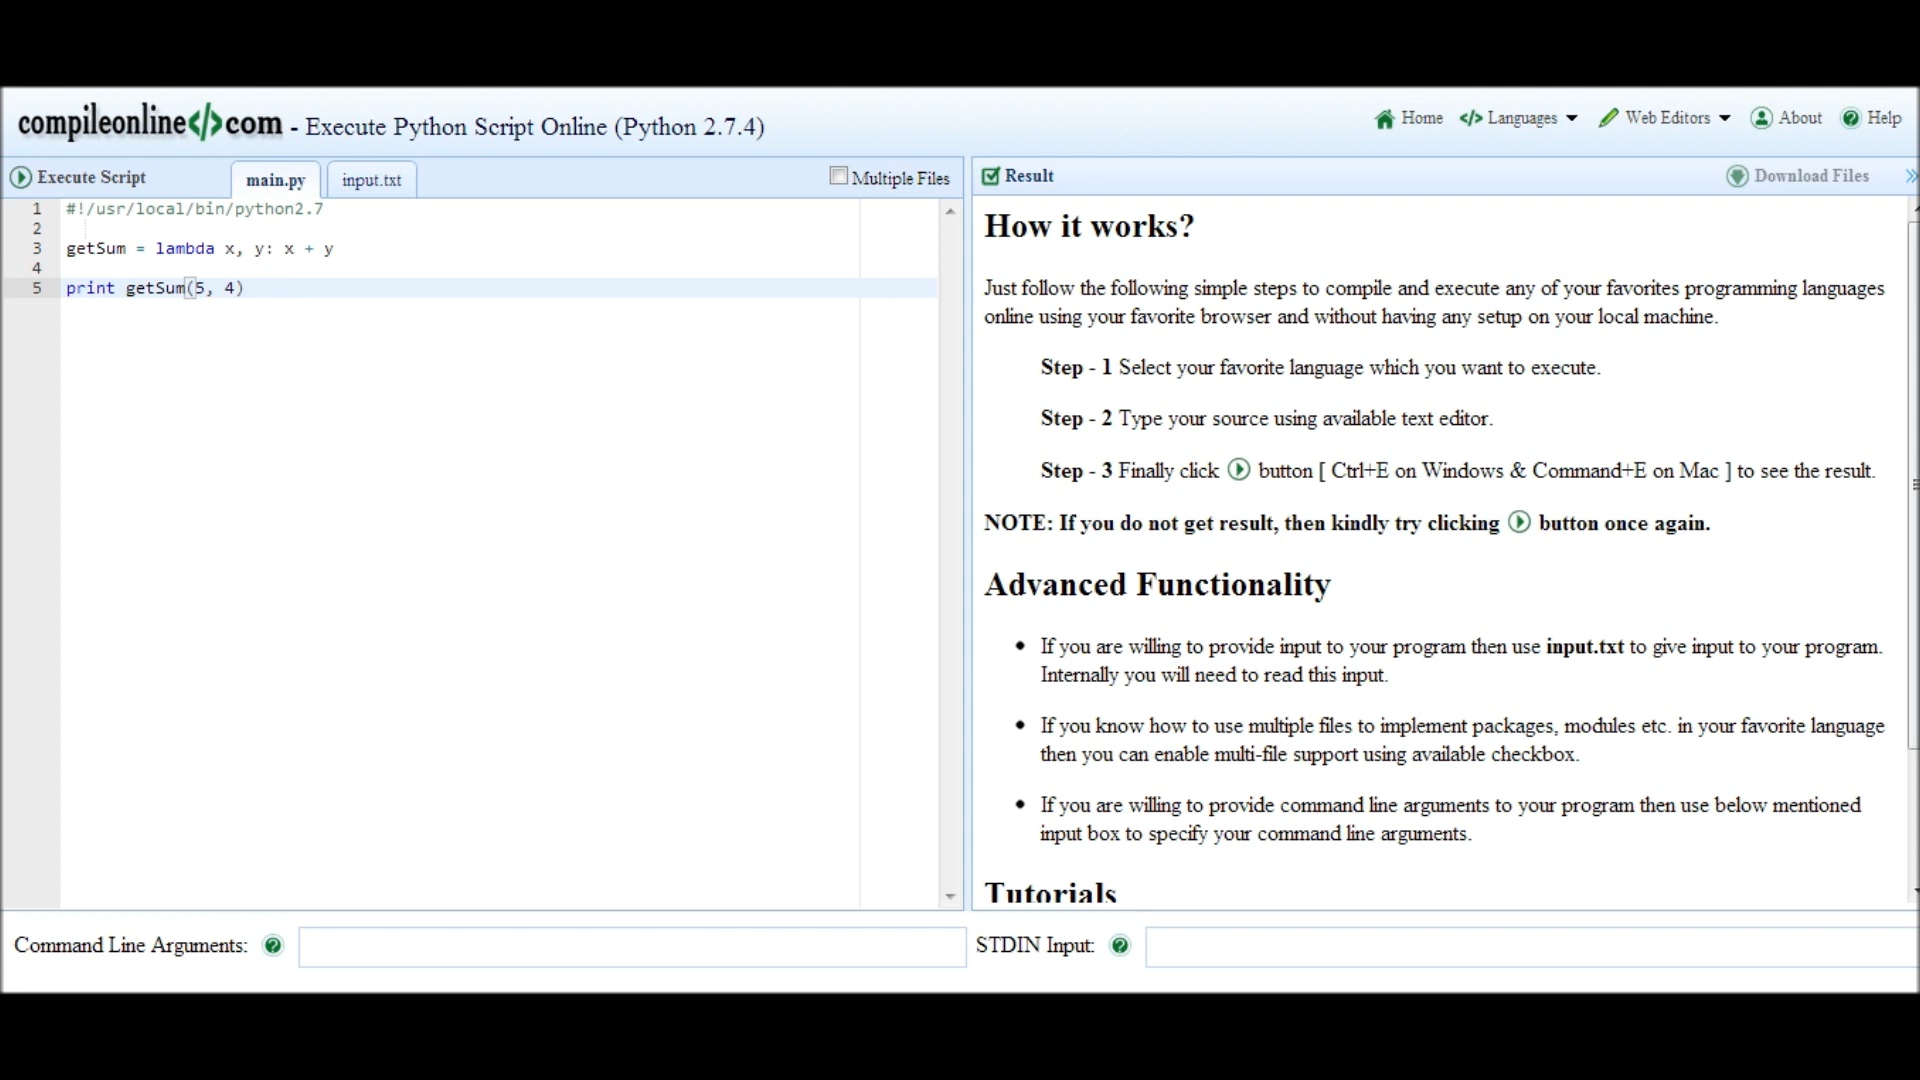 compileonline</>com - Execute Python Script Online (Python 2.7.4)
Home </> Languages Web Editors About Help
Execute Script main.py input.txt Multiple Files
1 #!/usr/local/bin/python2.7
2
3 getSum = lambda x, y: x + y
4
5 print getSum(5, 4)
Result Download Files »
How it works?
Just follow the following simple steps to compile and execute any of your favorites programming languages
online using your favorite browser and without having any setup on your local machine.
Step - 1 Select your favorite language which you want to execute.
Step - 2 Type your source using available text editor.
Step - 3 Finally click button [ Ctrl+E on Windows & Command+E on Mac ] to see the result.
NOTE: If you do not get result, then kindly try clicking button once again.
Advanced Functionality
• If you are willing to provide input to your program then use input.txt to give input to your program.
Internally you will need to read this input.
• If you know how to use multiple files to implement packages, modules etc. in your favorite language
then you can enable multi-file support using available checkbox.
• If you are willing to provide command line arguments to your program then use below mentioned
input box to specify your command line arguments.
Tutorials
Command Line Arguments: ?
STDIN Input: ?